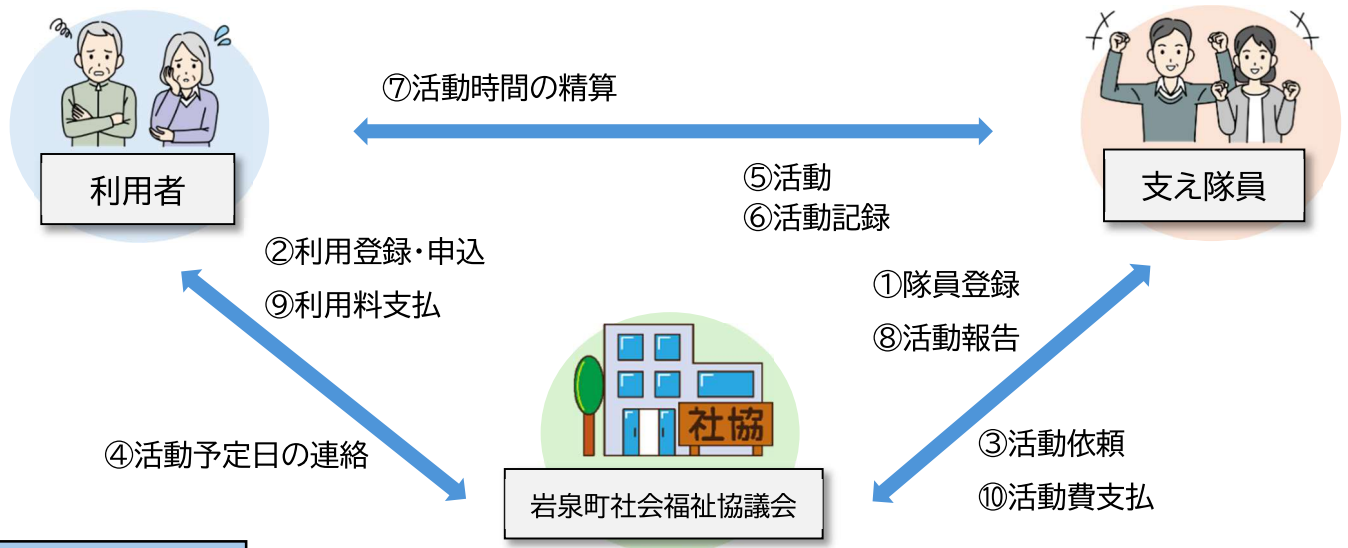 ⑦活動時間の精算
利用者
支え隊員
⑤活動
⑥活動記録
②利用登録・申込
⑨利用料支払
①隊員登録
⑧活動報告
社協
④活動予定日の連絡
③活動依頼
⑩活動費支払
岩泉町社会福祉協議会